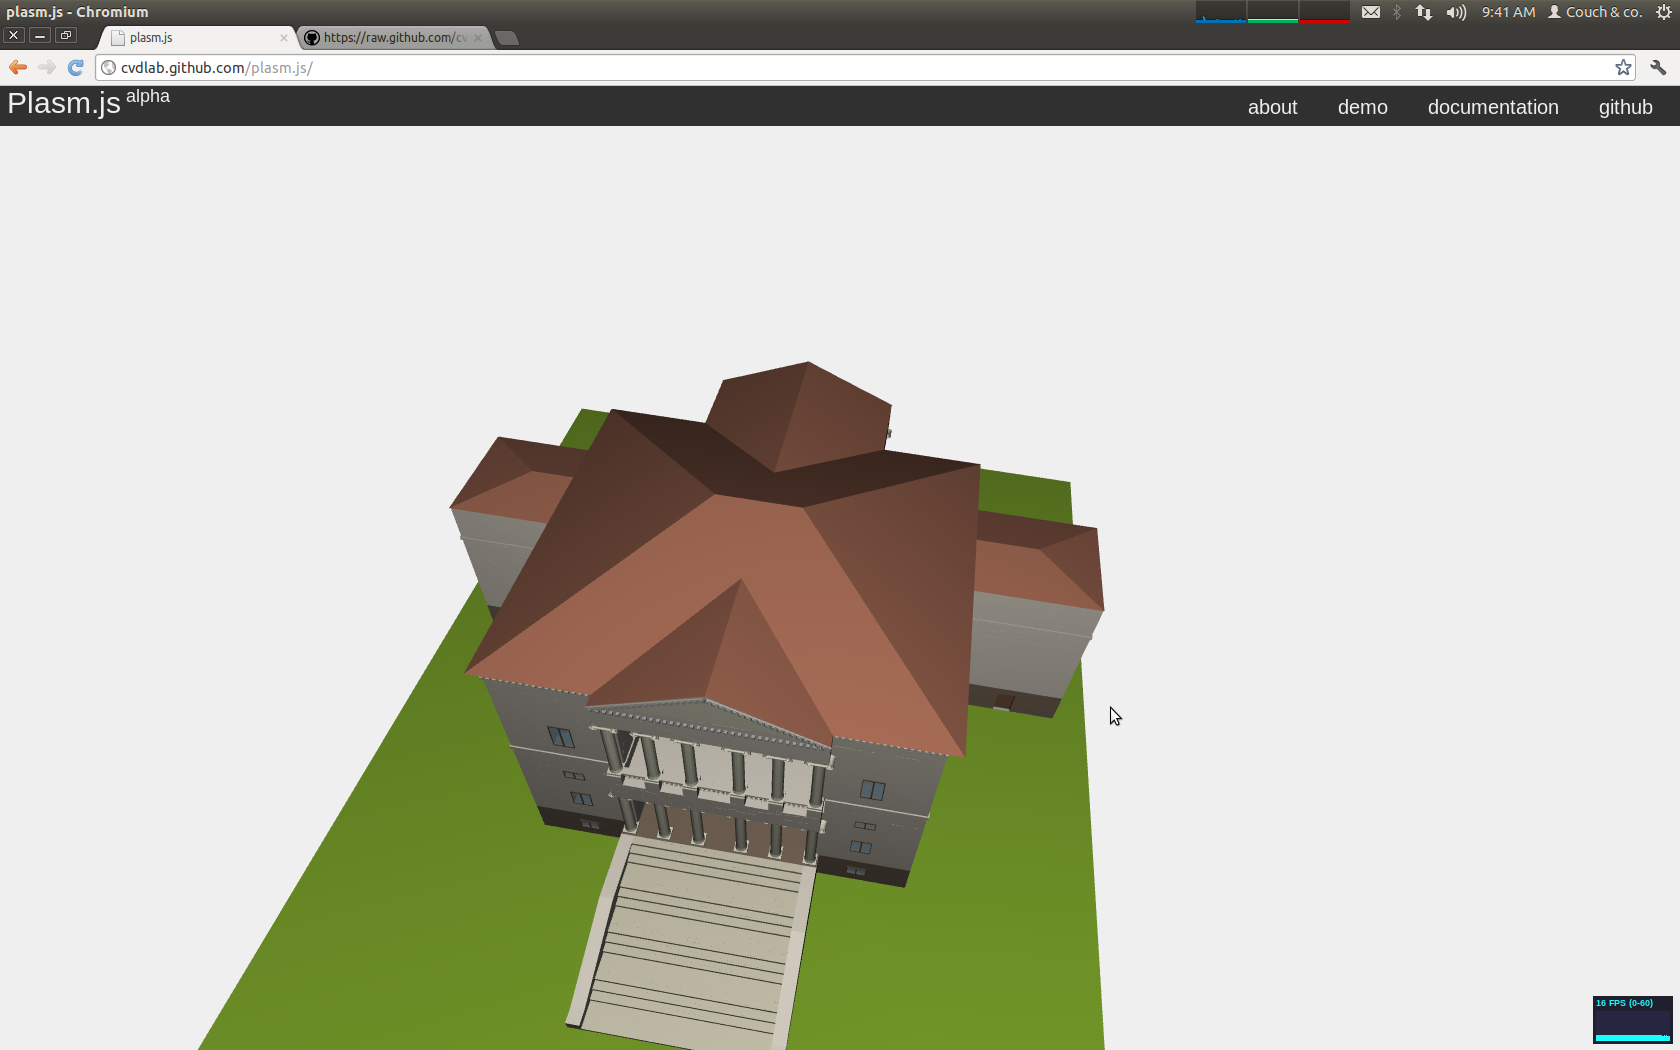 plasm.js - Chromium
9:41 AM
Couch & co.
plasm.js
https://raw.github.com/cv
cvdlab.github.com/plasm.js/
Plasm.js alpha
about
demo
documentation
github
16 FPS (0-60)